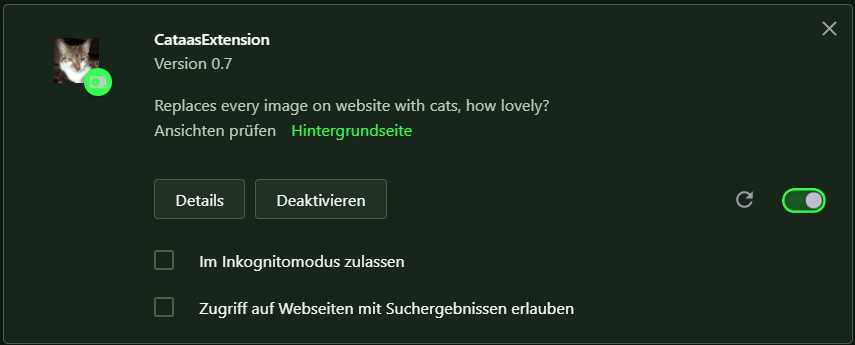 CataasExtension
Version 0.7
Replaces every image on website with cats, how lovely?
Ansichten prüfen Hintergrundseite
Details Deaktivieren
Im Inkognitomodus zulassen
Zugriff auf Webseiten mit Suchergebnissen erlauben